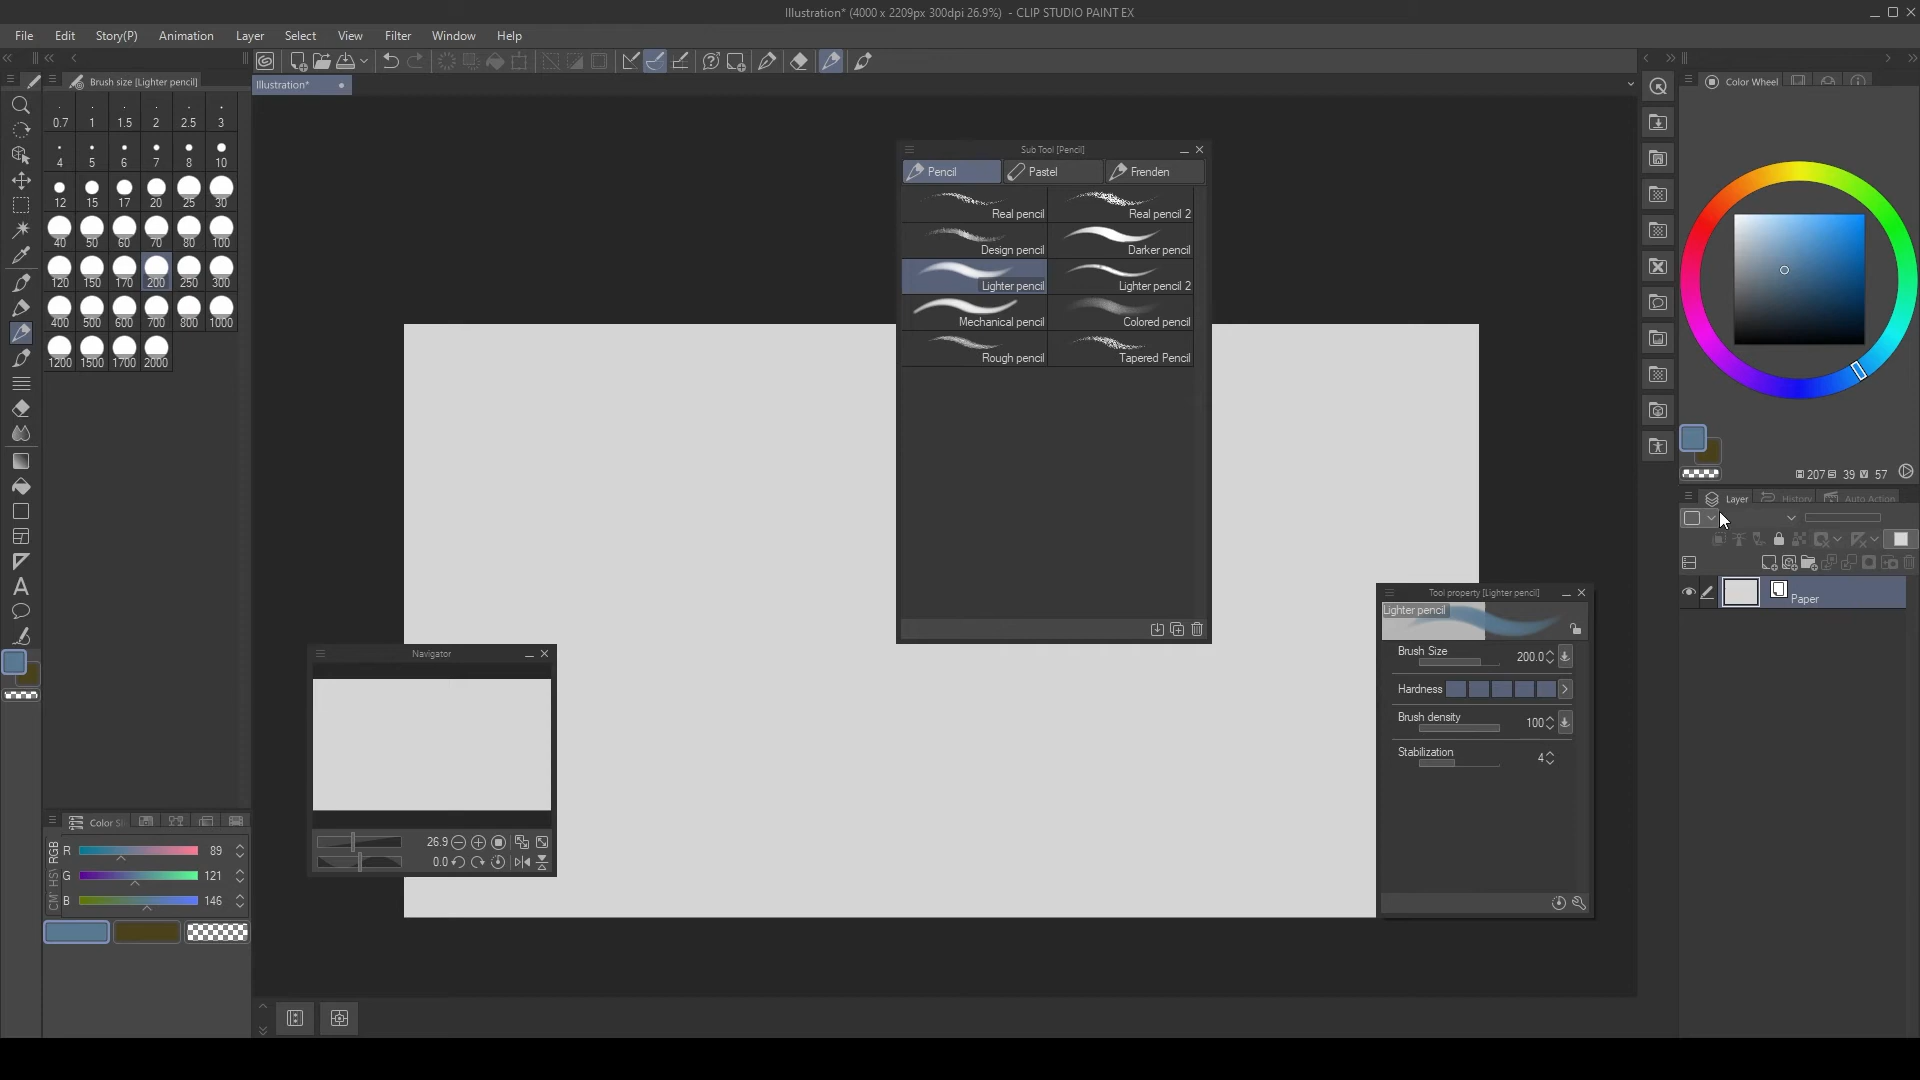 Illustration* (4000 x 2209px 300dpi 26.9%)  - CLIP STUDIO PAINT EX
File Edit Story(P) Animation Layer Select View Filter Window Help
Brush size [Lighter pencil]
Illustration*
Color Wheel
0.7 1 1.5 2 2.5 3
4 5 6 7 8 10
12 15 17 20 25 30
40 50 60 70 80 100
120 150 170 200 250 300
400 500 600 700 800 1000
1200 1500 1700 2000
Sub Tool [Pencil]
Pencil Pastel Frenden
Real pencil Real pencil 2
Design pencil Darker pencil
Lighter pencil Lighter pencil 2
Mechanical pencil Colored pencil
Rough pencil Tapered Pencil
207 39 57
Layer History Auto Action
Paper
Tool property [Lighter pencil]
Lighter pencil
Brush Size 200.0
Hardness
Brush density 100
Stabilization 4
Navigator
26.9
0.0
Color
RGB
R 89
G 121
B 146